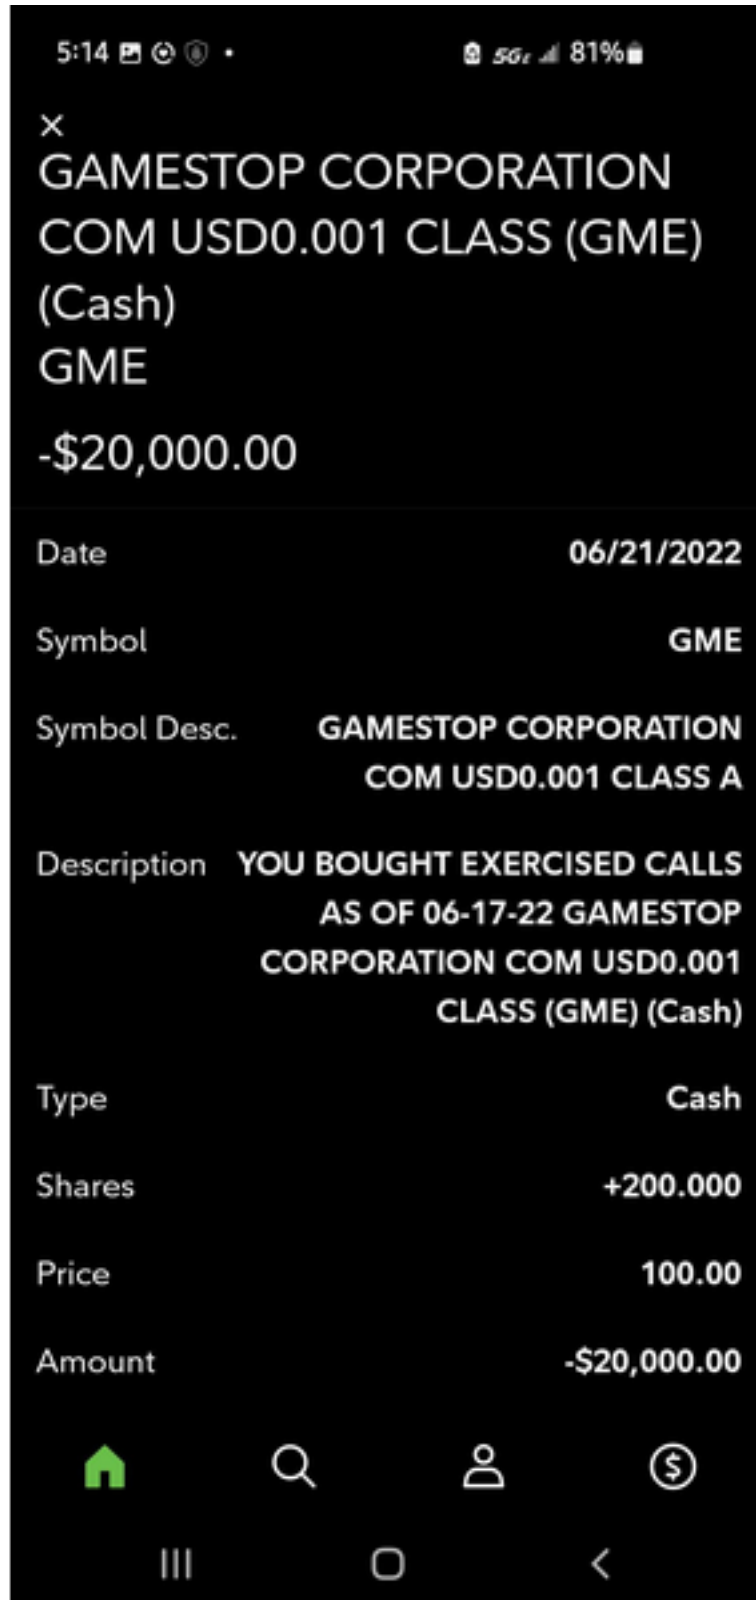 5:14
5GE 81%
GAMESTOP CORPORATION
COM USD0.001 CLASS (GME)
(Cash)
GME
-$20,000.00
Date 06/21/2022
Symbol GME
Symbol Desc. GAMESTOP CORPORATION
COM USD0.001 CLASS A
Description YOU BOUGHT EXERCISED CALLS
AS OF 06-17-22 GAMESTOP
CORPORATION COM USD0.001
CLASS (GME) (Cash)
Type Cash
Shares +200.000
Price 100.00
Amount -$20,000.00